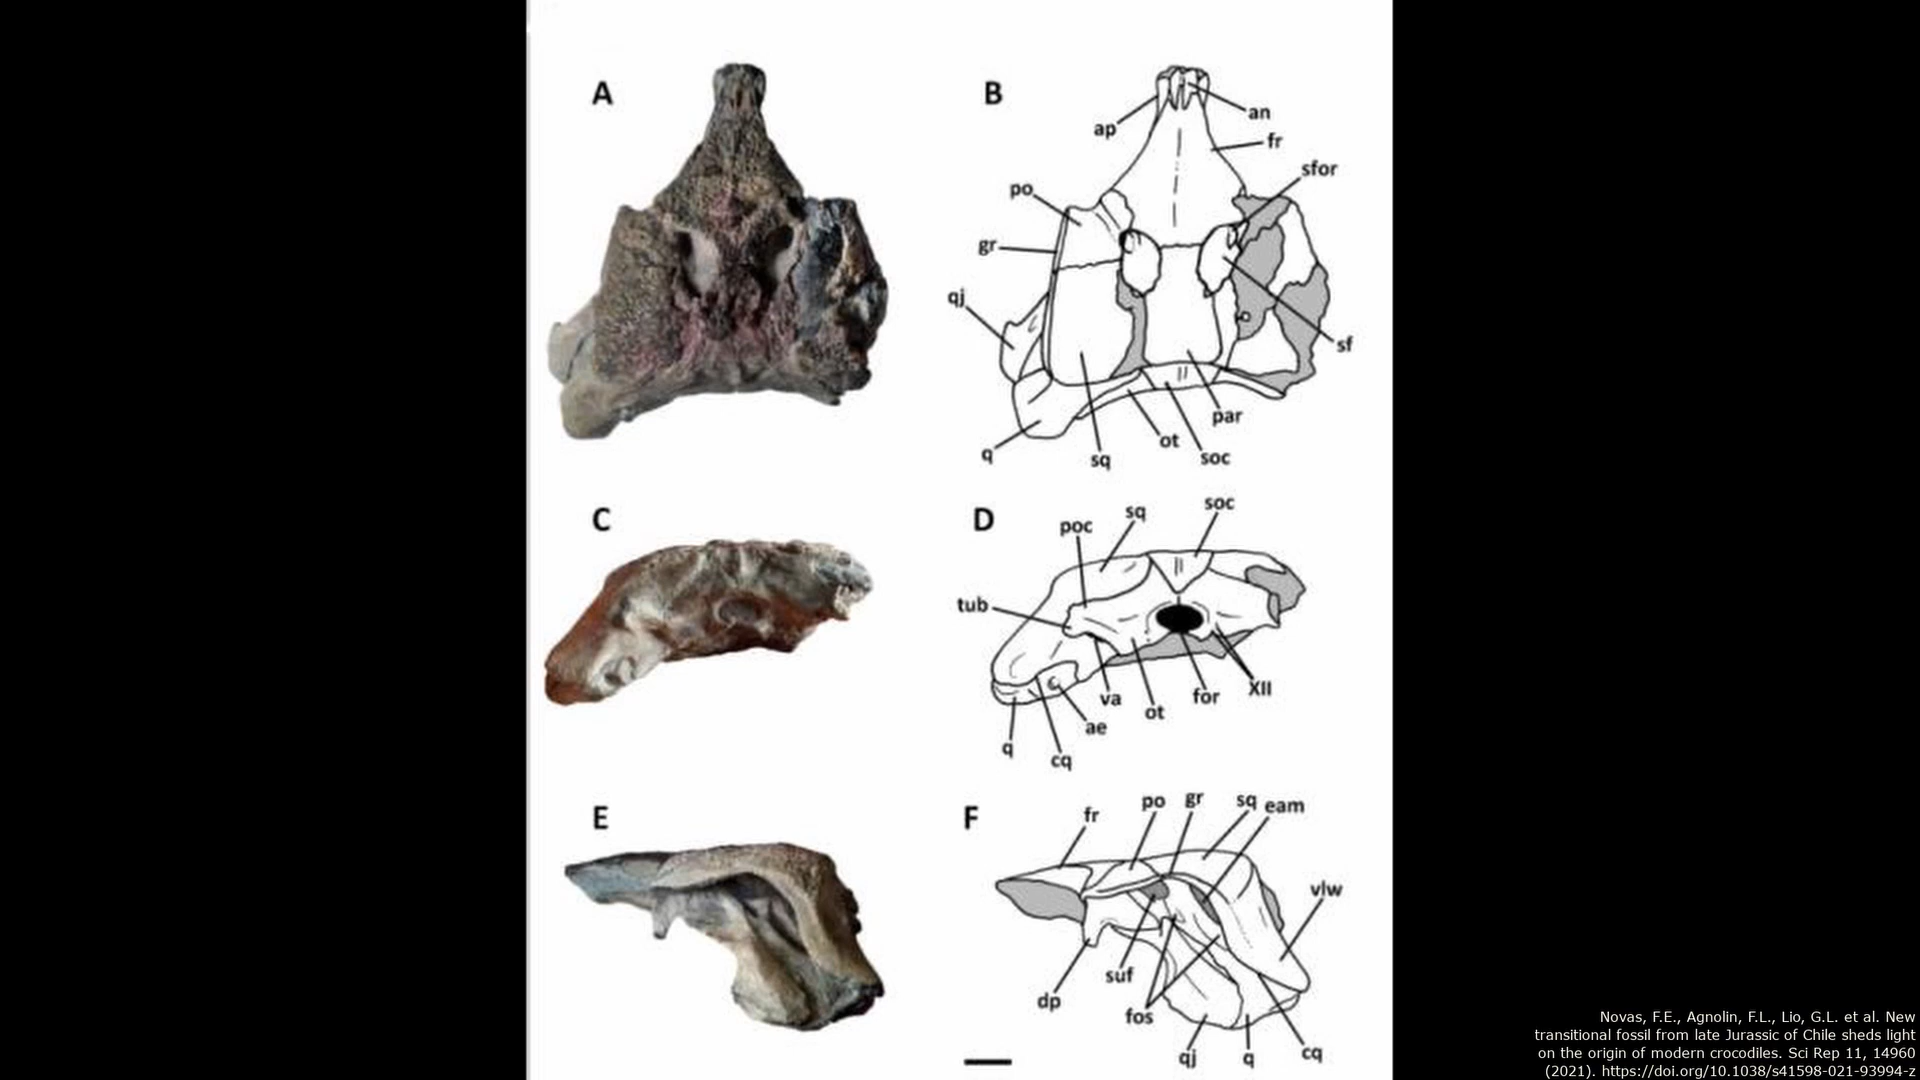 A
B
ap
an
fr
sfor
po
gr
qj
sf
par
ot
q
sq
soc
C
D
soc
sq
poc
tub
XII
va
for
ot
ae
q
cq
E
F
po
gr
sq
eam
fr
vlw
suf
dp
fos
qj
q
cq
Novas, F.E., Agnolin, F.L., Lio, G.L. et al. New
transitional fossil from late Jurassic of Chile sheds light
on the origin of modern crocodiles. Sci Rep 11, 14960
(2021). https://doi.org/10.1038/s41598-021-93994-z